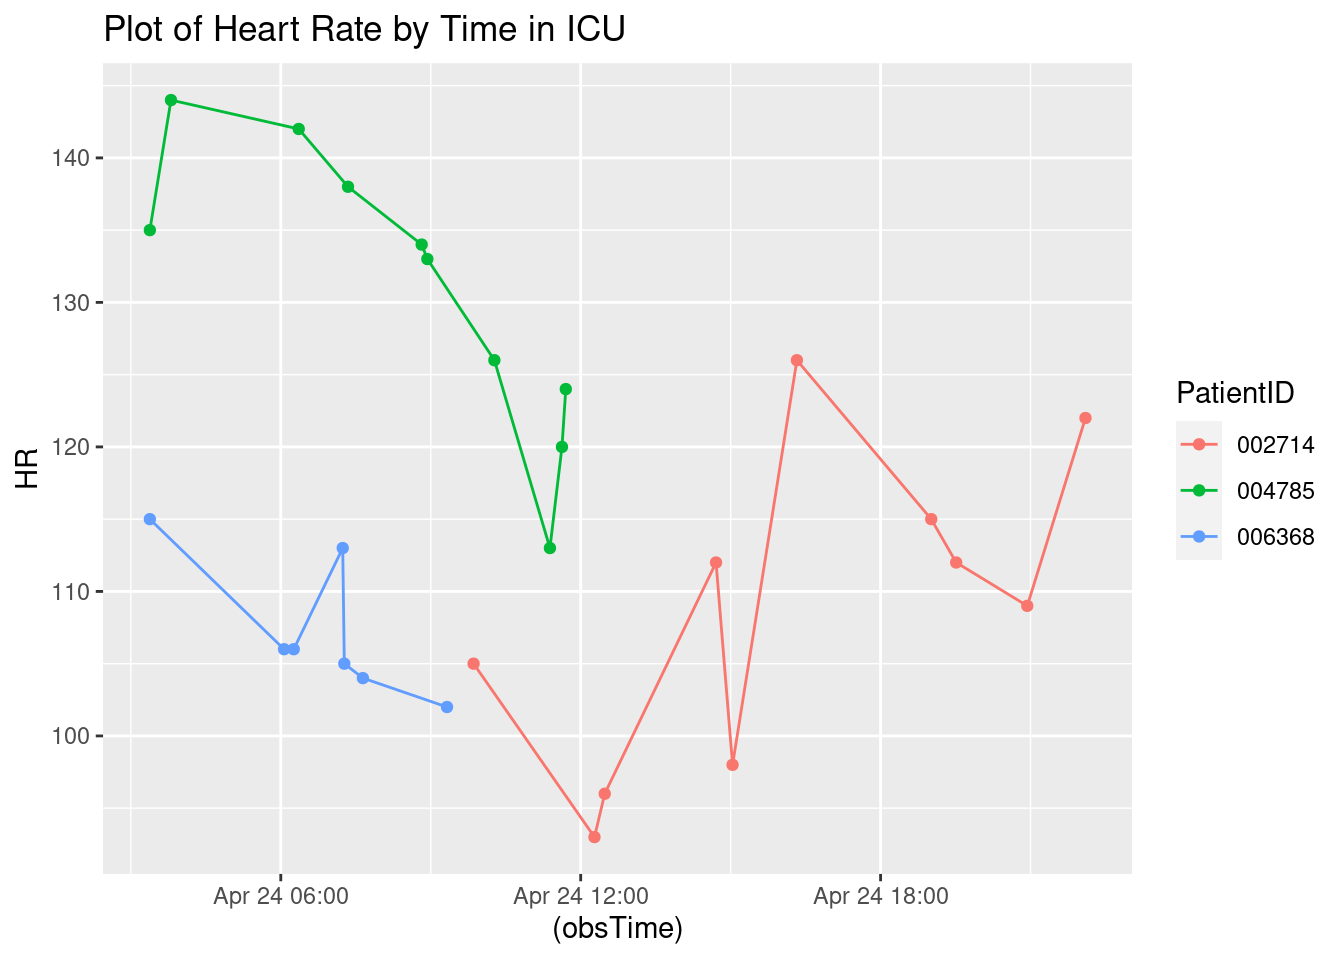 Plot of Heart Rate by Time in ICU
140
130
120
110
100
HR
Apr 24 06:00
Apr 24 12:00
Apr 24 18:00
(obsTime)
PatientID
002714
004785
006368